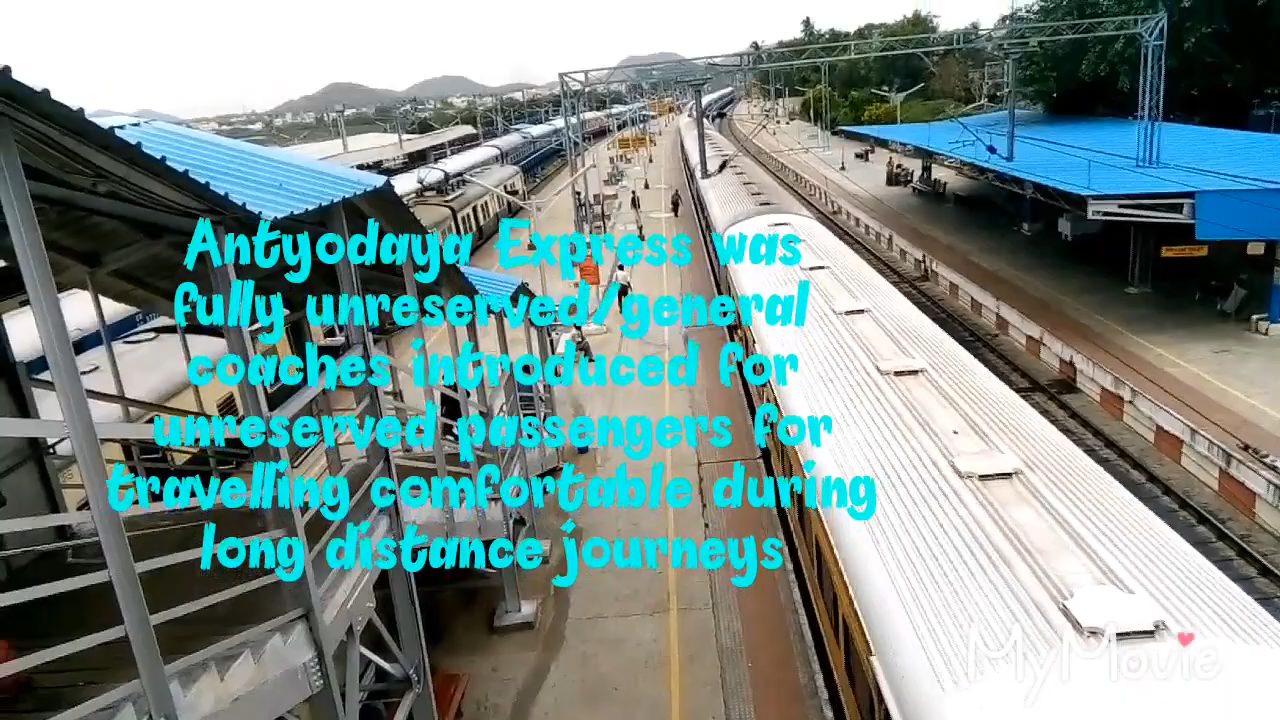 Antyodaya Express was
fully unreserved/general
coaches introduced for
unreserved passengers for
travelling comfortable during
long distance journeys
MyMovie